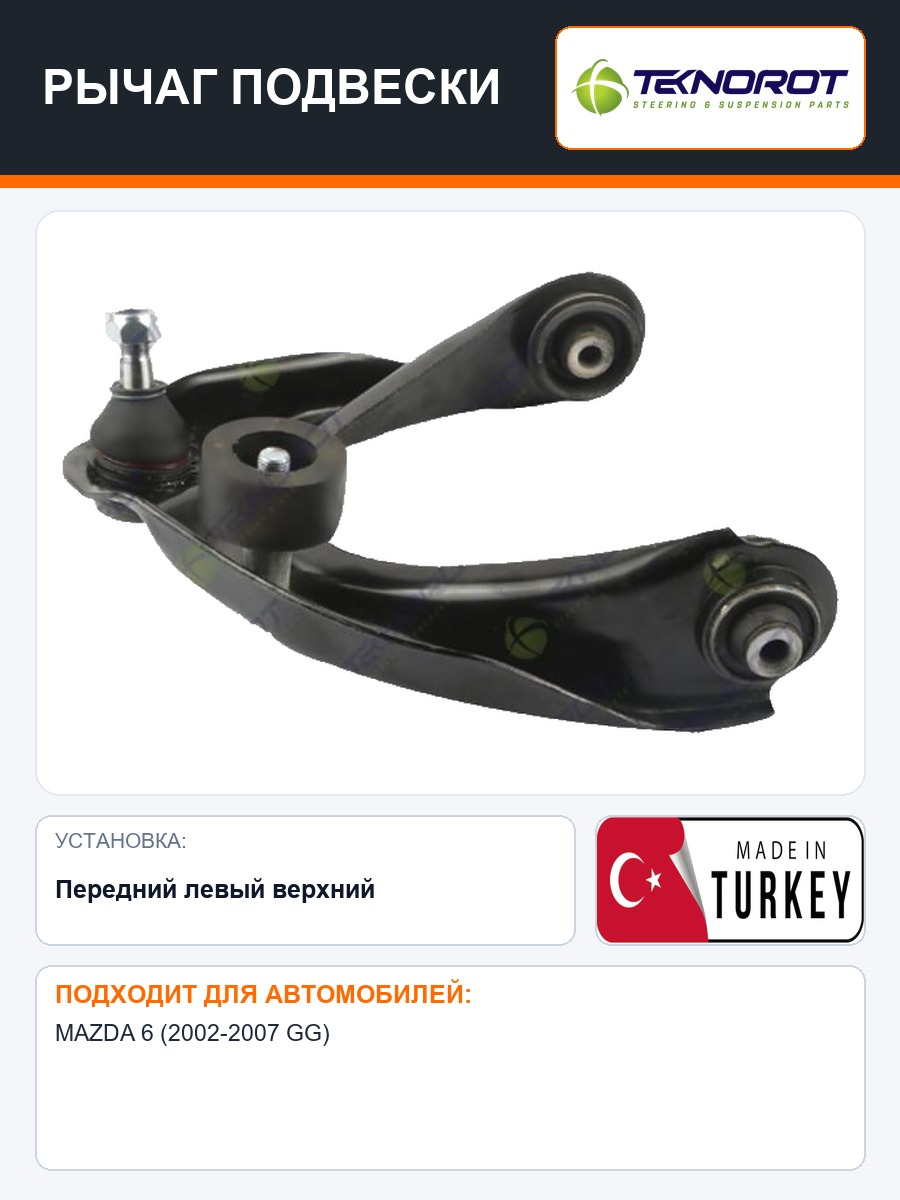 РЫЧАГ ПОДВЕСКИ
TEKNOROT
STEERING & SUSPENSION PARTS
УСТАНОВКА:
Передний левый верхний
MADE IN
TURKEY
ПОДХОДИТ ДЛЯ АВТОМОБИЛЕЙ:
MAZDA 6 (2002-2007 GG)